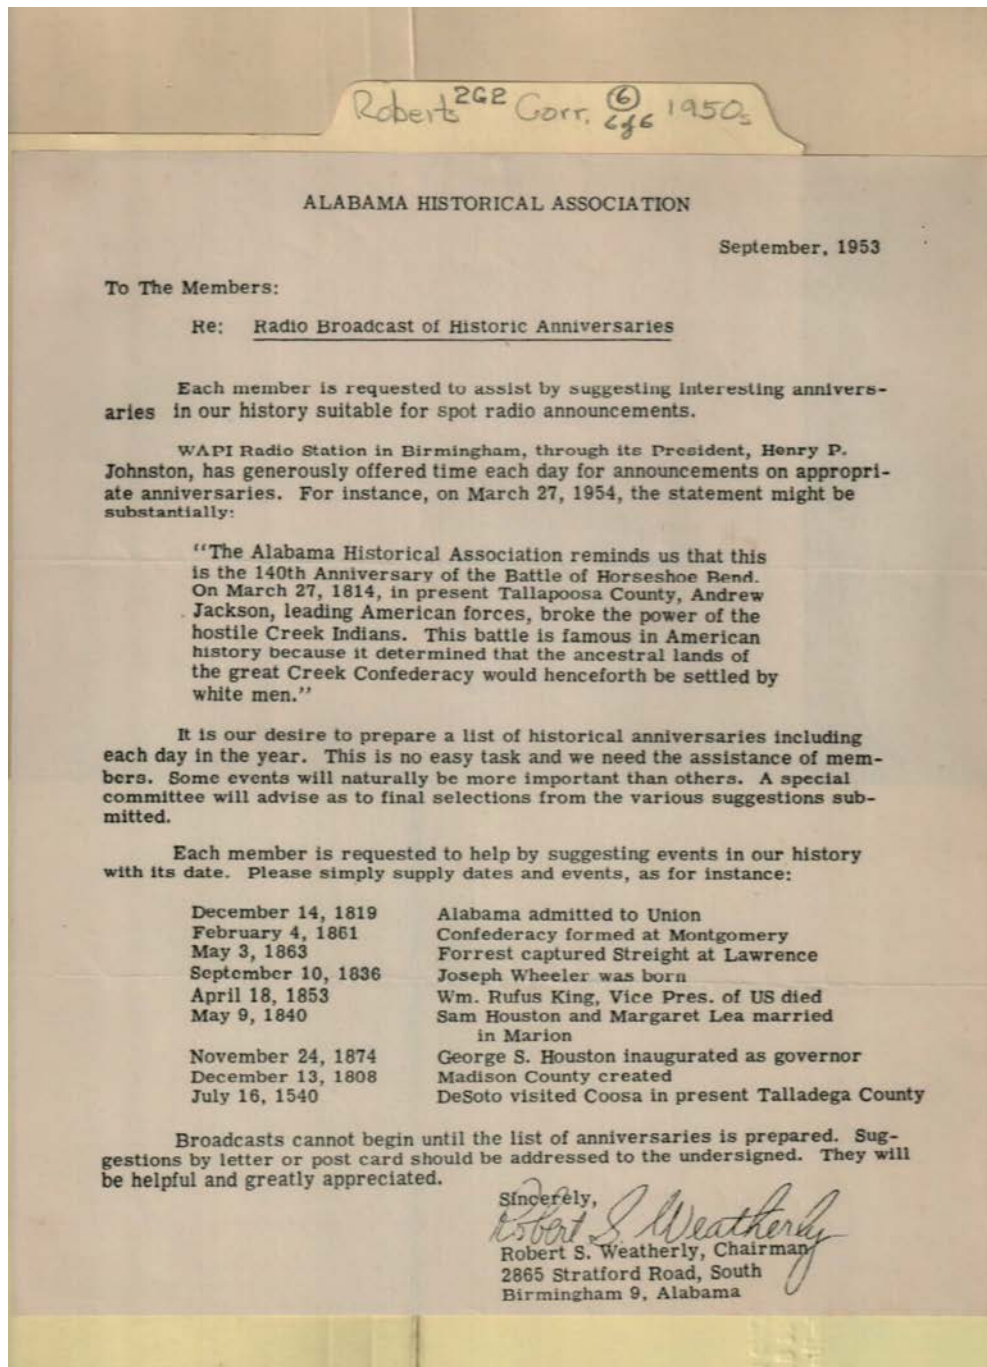 Roberts 2G2 Corr. 6 6 of 6 1950s
ALABAMA HISTORICAL ASSOCIATION
September, 1953
To The Members:
Re: Radio Broadcast of Historic Anniversaries
Each member is requested to assist by suggesting interesting annivers-
aries in our history suitable for spot radio announcements.
WAPI Radio Station in Birmingham, through its President, Henry P.
Johnston, has generously offered time each day for announcements on appropri-
ate anniversaries. For instance, on March 27, 1954, the statement might be
substantially:
"The Alabama Historical Association reminds us that this
is the 140th Anniversary of the Battle of Horseshoe Bend.
On March 27, 1814, in present Tallapoosa County, Andrew
Jackson, leading American forces, broke the power of the
hostile Creek Indians. This battle is famous in American
history because it determined that the ancestral lands of
the great Creek Confederacy would henceforth be settled by
white men."
It is our desire to prepare a list of historical anniversaries including
each day in the year. This is no easy task and we need the assistance of mem-
bers. Some events will naturally be more important than others. A special
committee will advise as to final selections from the various suggestions sub-
mitted.
Each member is requested to help by suggesting events in our history
with its date. Please simply supply dates and events, as for instance:
December 14, 1819 Alabama admitted to Union
February 4, 1861 Confederacy formed at Montgomery
May 3, 1863 Forrest captured Streight at Lawrence
September 10, 1836 Joseph Wheeler was born
April 18, 1853 Wm. Rufus King, Vice Pres. of US died
May 9, 1840 Sam Houston and Margaret Lea married
in Marion
November 24, 1874 George S. Houston inaugurated as governor
December 13, 1808 Madison County created
July 16, 1540 DeSoto visited Coosa in present Talladega County
Broadcasts cannot begin until the list of anniversaries is prepared. Sug-
gestions by letter or post card should be addressed to the undersigned. They will
be helpful and greatly appreciated.
Sincerely,
Robert S. Weatherly
Robert S. Weatherly, Chairman
2865 Stratford Road, South
Birmingham 9, Alabama